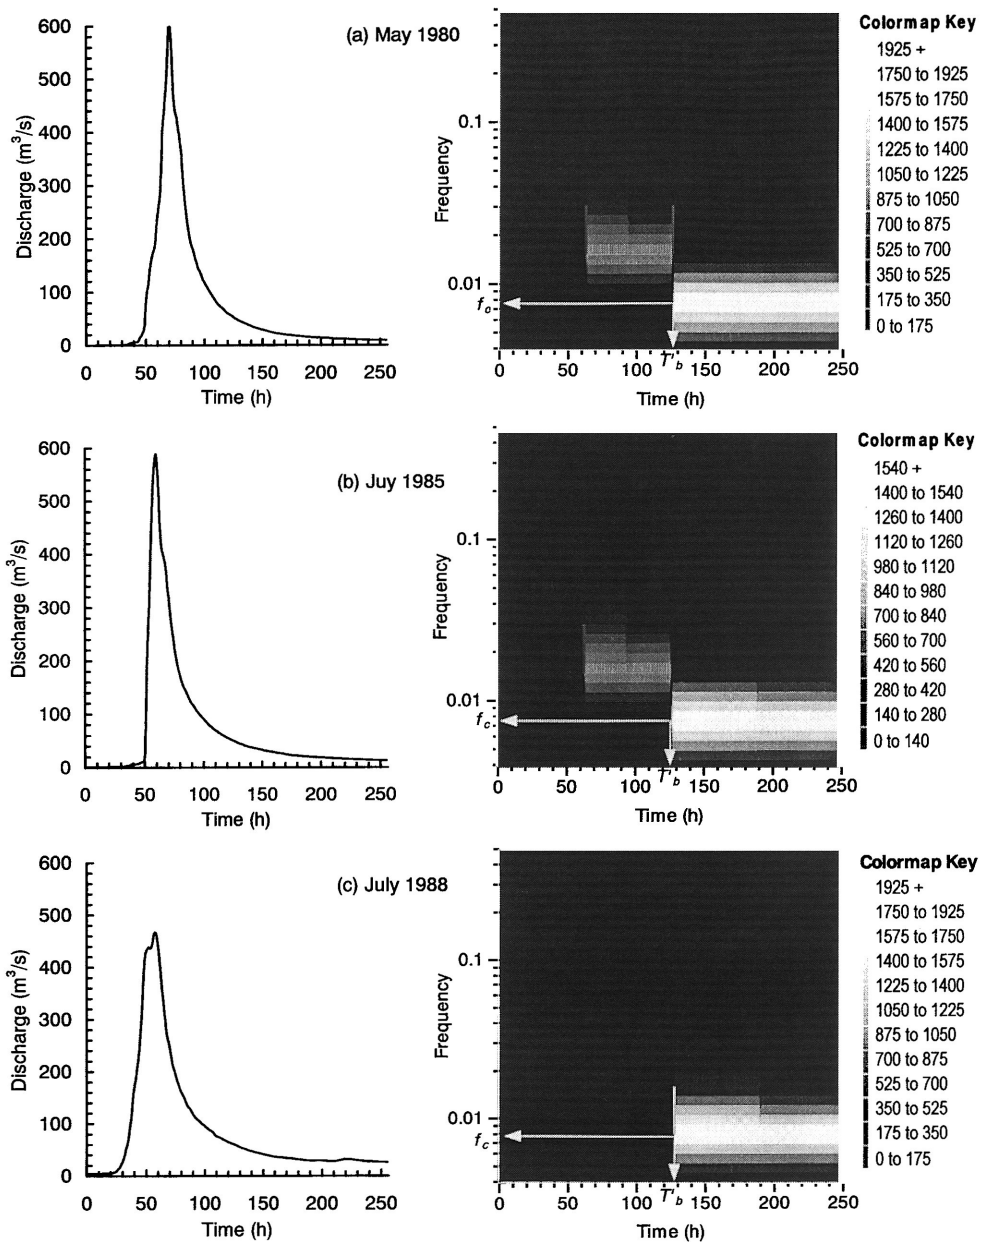 (a) May 1980
600
500
400
300
200
100
0
Discharge (m³/s)
0 50 100 150 200 250
Time (h)
Frequency
0.1
0.01
f_c
0 50 100 T'_b 150 200 250
Time (h)
Colormap Key
1925 +
1750 to 1925
1575 to 1750
1400 to 1575
1225 to 1400
1050 to 1225
875 to 1050
700 to 875
525 to 700
350 to 525
175 to 350
0 to 175
(b) Juy 1985
600
500
400
300
200
100
0
Discharge (m³/s)
0 50 100 150 200 250
Time (h)
Frequency
0.1
0.01
f_c
0 50 100 T'_b 150 200 250
Time (h)
Colormap Key
1540 +
1400 to 1540
1260 to 1400
1120 to 1260
980 to 1120
840 to 980
700 to 840
560 to 700
420 to 560
280 to 420
140 to 280
0 to 140
(c) July 1988
600
500
400
300
200
100
0
Discharge (m³/s)
0 50 100 150 200 250
Time (h)
Frequency
0.1
0.01
f_c
0 50 100 T'_b 150 200 250
Time (h)
Colormap Key
1925 +
1750 to 1925
1575 to 1750
1400 to 1575
1225 to 1400
1050 to 1225
875 to 1050
700 to 875
525 to 700
350 to 525
175 to 350
0 to 175